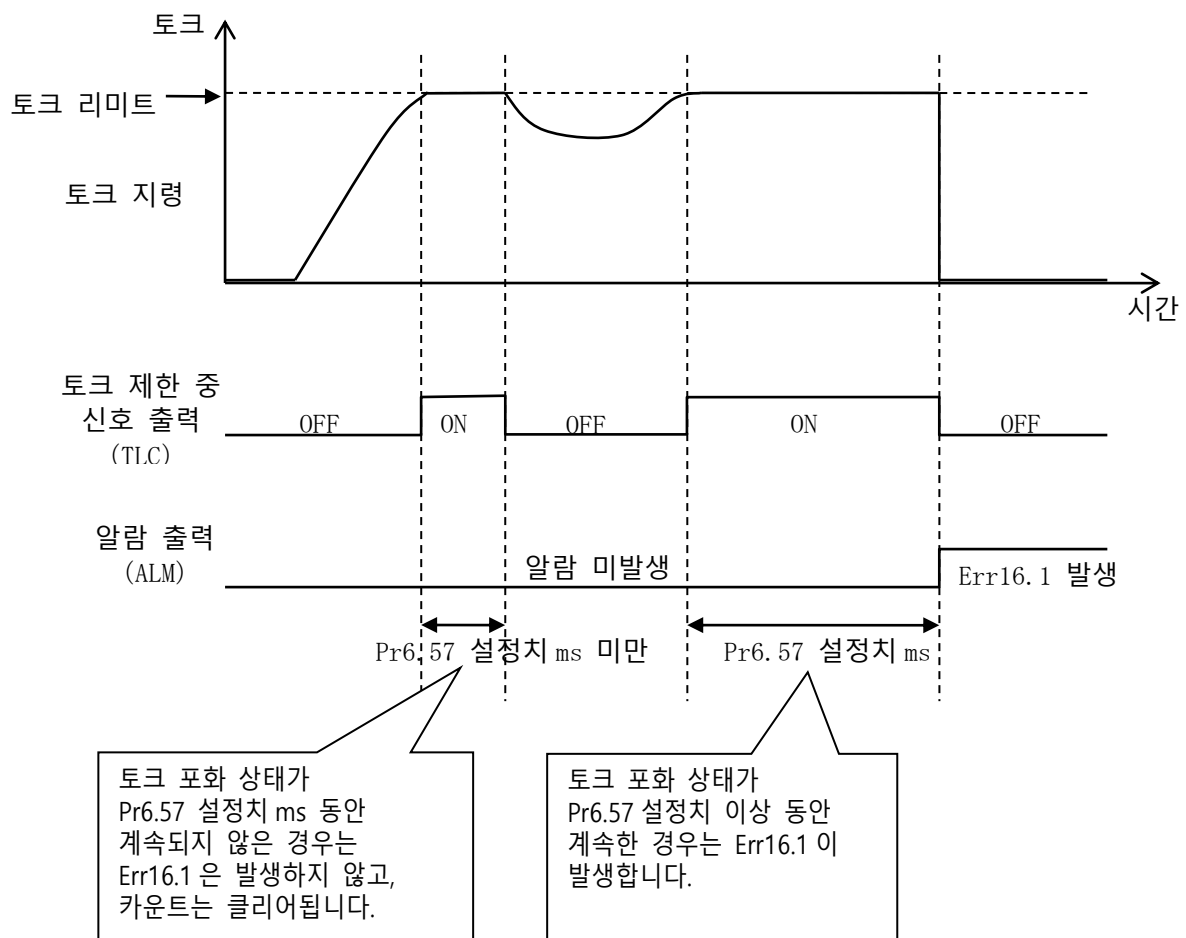 토크
토크 리미트
토크 지령
시간
토크 제한 중
신호 출력
(TLC)
OFF
ON
OFF
ON
OFF
알람 출력
(ALM)
알람 미발생
Err16.1 발생
Pr6.57 설정치 ms 미만
Pr6.57 설정치 ms
토크 포화 상태가
Pr6.57 설정치 ms 동안
계속되지 않은 경우는
Err16.1 은 발생하지 않고,
카운트는 클리어됩니다.
토크 포화 상태가
Pr6.57 설정치 이상 동안
계속한 경우는 Err16.1 이
발생합니다.